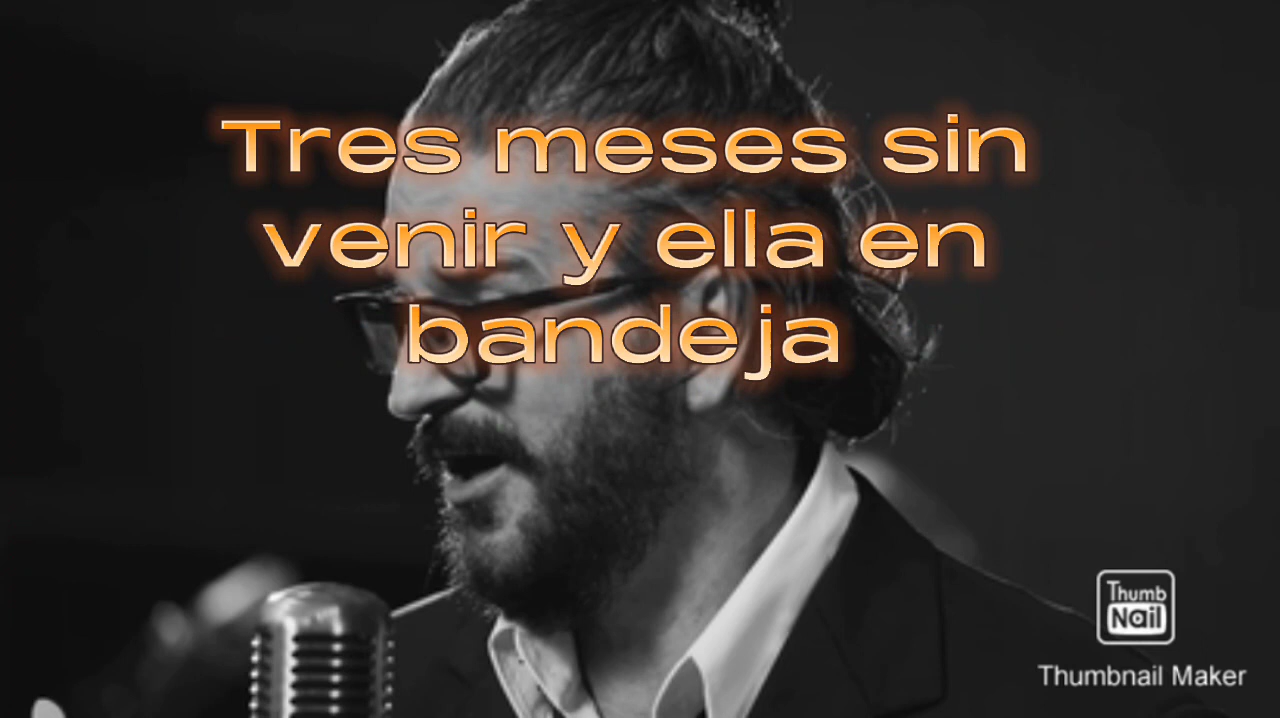 Tres meses sin
venir y ella en
bandeja
Thumb
Nail
Thumbnail Maker